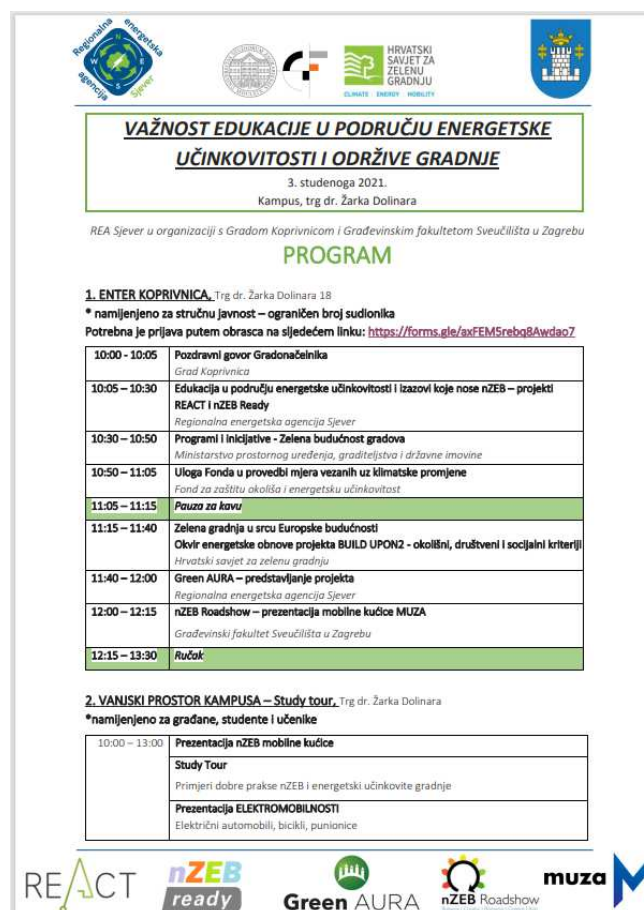 Regionalna energetska
agencija Sjever
N
W E
S
HRVATSKI
SAVJET ZA
ZELENU
GRADNJU
CLIMATE ENERGY MOBILITY
VAŽNOST EDUKACIJE U PODRUČJU ENERGETSKE
UČINKOVITOSTI I ODRŽIVE GRADNJE
3. studenoga 2021.
Kampus, trg dr. Žarka Dolinara
REA Sjever u organizaciji s Gradom Koprivnicom i Građevinskim fakultetom Sveučilišta u Zagrebu
PROGRAM
1. ENTER KOPRIVNICA, Trg dr. Žarka Dolinara 18
* namijenjeno za stručnu javnost – ograničen broj sudionika
Potrebna je prijava putem obrasca na sljedećem linku: https://forms.gle/axFEM5rebq8Awdao7
10:00 - 10:05 Pozdravni govor Gradonačelnika
Grad Koprivnica
10:05 – 10:30 Edukacija u području energetske učinkovitosti i izazovi koje nose nZEB – projekti
REACT i nZEB Ready
Regionalna energetska agencija Sjever
10:30 – 10:50 Programi i inicijative - Zelena budućnost gradova
Ministarstvo prostornog uređenja, graditeljstva i državne imovine
10:50 – 11:05 Uloga Fonda u provedbi mjera vezanih uz klimatske promjene
Fond za zaštitu okoliša i energetsku učinkovitost
11:05 – 11:15 Pauza za kavu
11:15 – 11:40 Zelena gradnja u srcu Europske budućnosti
Okvir energetske obnove projekta BUILD UPON2 - okolišni, društveni i socijalni kriteriji
Hrvatski savjet za zelenu gradnju
11:40 – 12:00 Green AURA – predstavljanje projekta
Regionalna energetska agencija Sjever
12:00 – 12:15 nZEB Roadshow – prezentacija mobilne kućice MUZA
Građevinski fakultet Sveučilišta u Zagrebu
12:15 – 13:30 Ručak
2. VANJSKI PROSTOR KAMPUSA – Study tour, Trg dr. Žarka Dolinara
*namijenjeno za građane, studente i učenike
10:00 – 13:00 Prezentacija nZEB mobilne kućice
Study Tour
Primjeri dobre prakse nZEB i energetski učinkovite gradnje
Prezentacija ELEKTROMOBILNOSTI
Električni automobili, bicikli, punionice
REACT
nZEB
ready
Green AURA
nZEB Roadshow
muza M